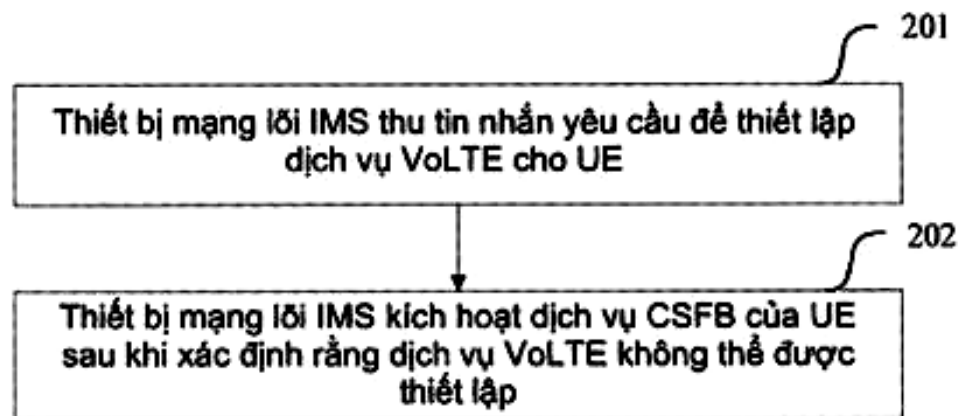 201
Thiết bị mạng lõi IMS thu tin nhắn yêu cầu để thiết lập
dịch vụ VoLTE cho UE
202
Thiết bị mạng lõi IMS kích hoạt dịch vụ CSFB của UE
sau khi xác định rằng dịch vụ VoLTE không thể được
thiết lập